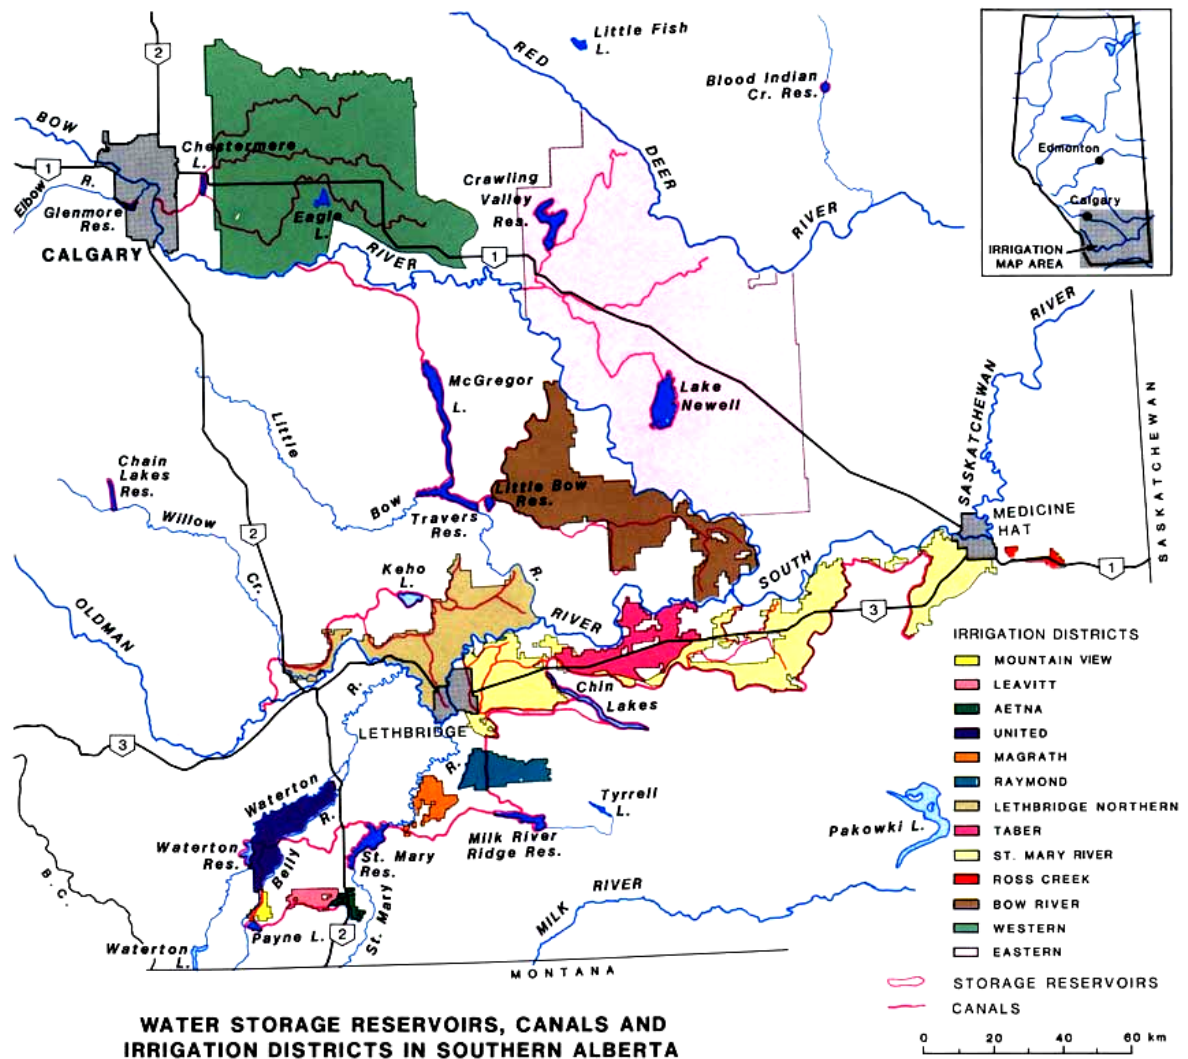 2
Little Fish
L.
RED
Blood Indian
Cr. Res.
BOW
1
Elbow
R.
Chestermere
L.
Glenmore
Res.
CALGARY
Eagle
L.
RIVER
1
Crawling
Valley
Res.
DEER
RIVER
Edmonton
Calgary
IRRIGATION
MAP AREA
RIVER
SASKATCHEWAN
SASKATCHEWAN
McGregor
L.
Lake
Newell
Little
Bow
R.
Chain
Lakes
Res.
Willow
Cr.
2
Travers
Res.
Little Bow
Res.
MEDICINE
HAT
1
SOUTH
RIVER
3
Keho
L.
OLDMAN
R.
LETHBRIDGE
Chin
Lakes
3
R.
Waterton
R.
Waterton
Res.
Belly
St. Mary
Res.
St. Mary
Milk River
Ridge Res.
Tyrrell
L.
Pakowki L.
B.C.
Payne L.
2
Waterton
L.
MILK
RIVER
MONTANA
IRRIGATION DISTRICTS
MOUNTAIN VIEW
LEAVITT
AETNA
UNITED
MAGRATH
RAYMOND
LETHBRIDGE NORTHERN
TABER
ST. MARY RIVER
ROSS CREEK
BOW RIVER
WESTERN
EASTERN
STORAGE RESERVOIRS
CANALS
0 20 40 60 km
WATER STORAGE RESERVOIRS, CANALS AND
IRRIGATION DISTRICTS IN SOUTHERN ALBERTA